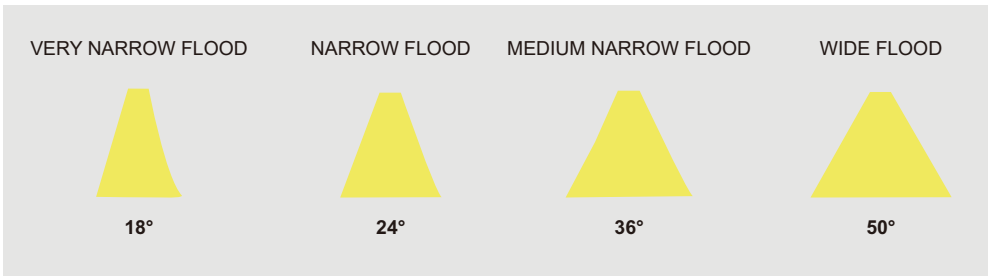 VERY NARROW FLOOD
NARROW FLOOD
MEDIUM NARROW FLOOD
WIDE FLOOD
18°
24°
36°
50°